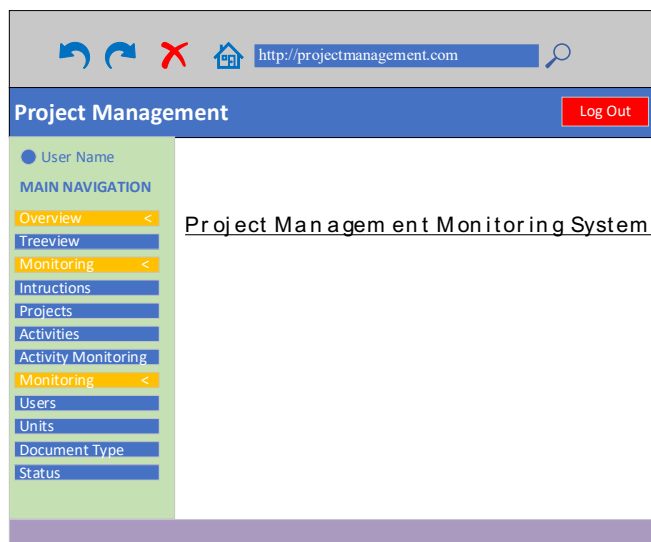 http://projectmanagement.com
Project Management
Log Out
User Name
MAIN NAVIGATION
Overview <
Treeview
Monitoring <
Intructions
Projects
Activities
Activity Monitoring
Monitoring <
Users
Units
Document Type
Status
Project Management Monitoring System